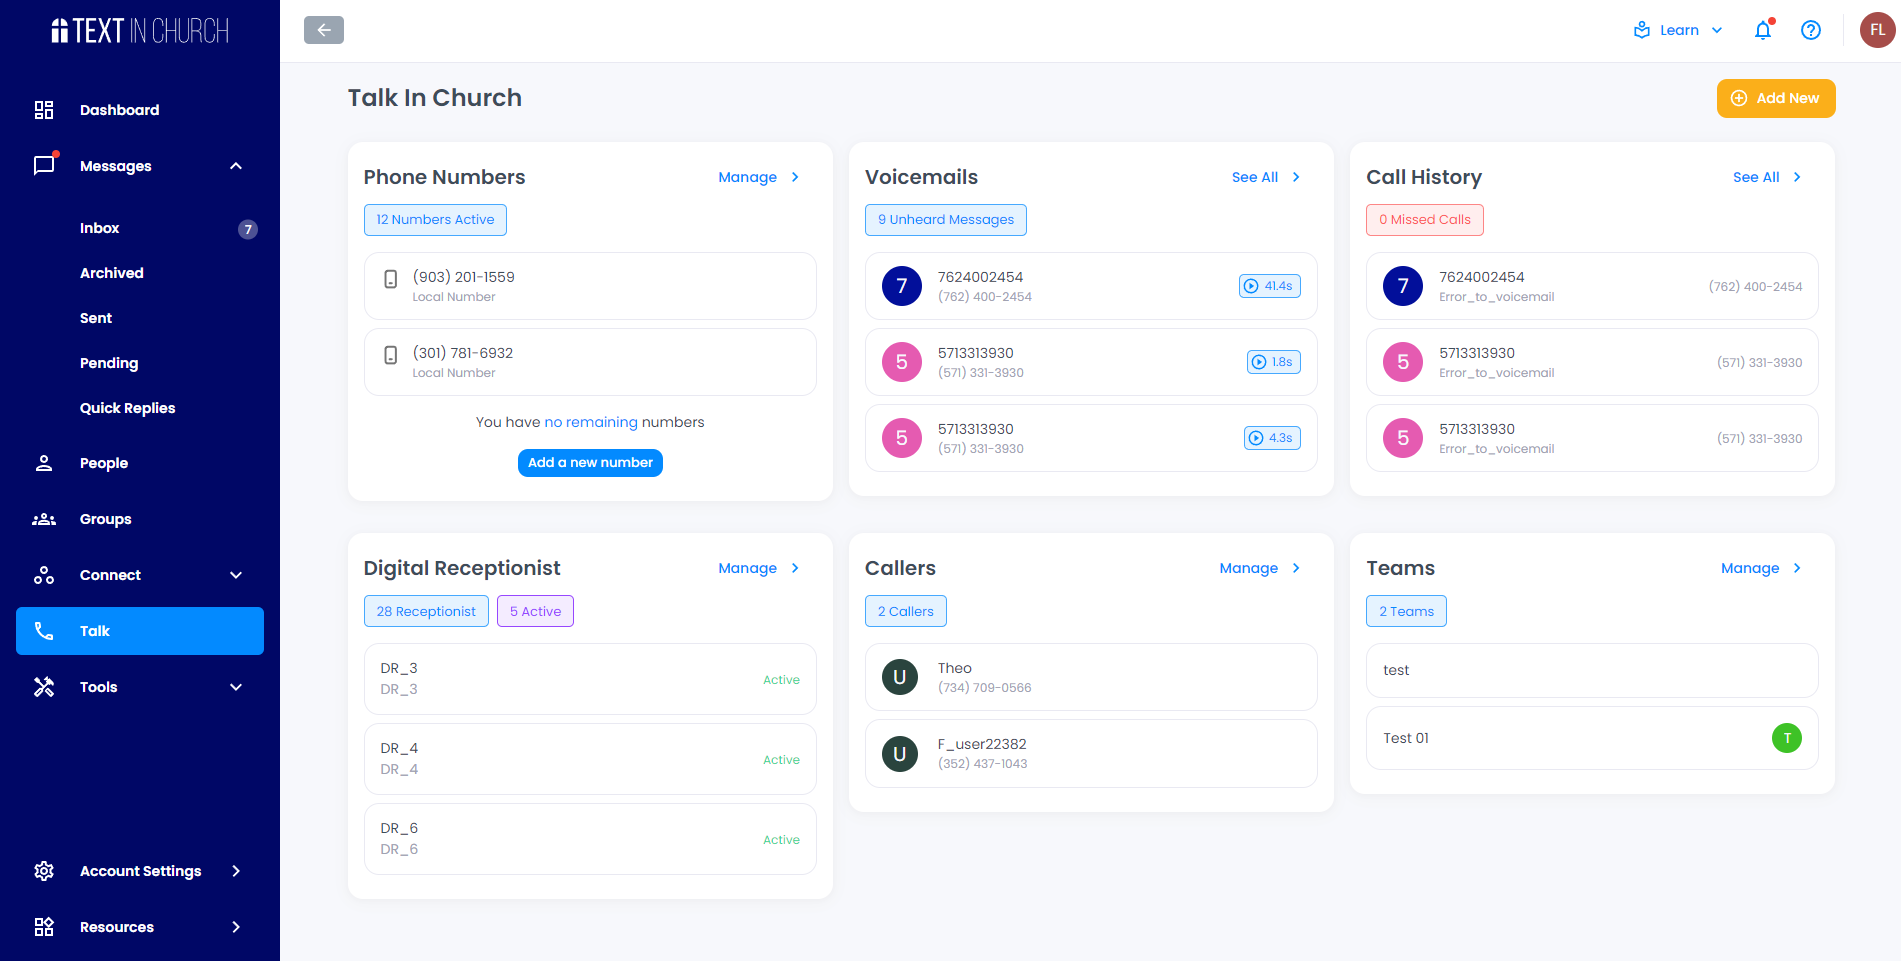 TEXT IN CHURCH
Learn
FL
Dashboard
Messages
Inbox
7
Archived
Sent
Pending
Quick Replies
People
Groups
Connect
Talk
Tools
Account Settings
Resources
Talk In Church
Add New
Phone Numbers
Manage
12 Numbers Active
(903) 201-1559
Local Number
(301) 781-6932
Local Number
You have no remaining numbers
Add a new number
Voicemails
See All
9 Unheard Messages
7
7624002454
(762) 400-2454
41.4s
5
5713313930
(571) 331-3930
1.8s
5
5713313930
(571) 331-3930
4.3s
Call History
See All
0 Missed Calls
7
7624002454
Error_to_voicemail
(762) 400-2454
5
5713313930
Error_to_voicemail
(571) 331-3930
5
5713313930
Error_to_voicemail
(571) 331-3930
Digital Receptionist
Manage
28 Receptionist
5 Active
DR_3
DR_3
Active
DR_4
DR_4
Active
DR_6
DR_6
Active
Callers
Manage
2 Callers
U
Theo
(734) 709-0566
U
F_user22382
(352) 437-1043
Teams
Manage
2 Teams
test
Test 01
T